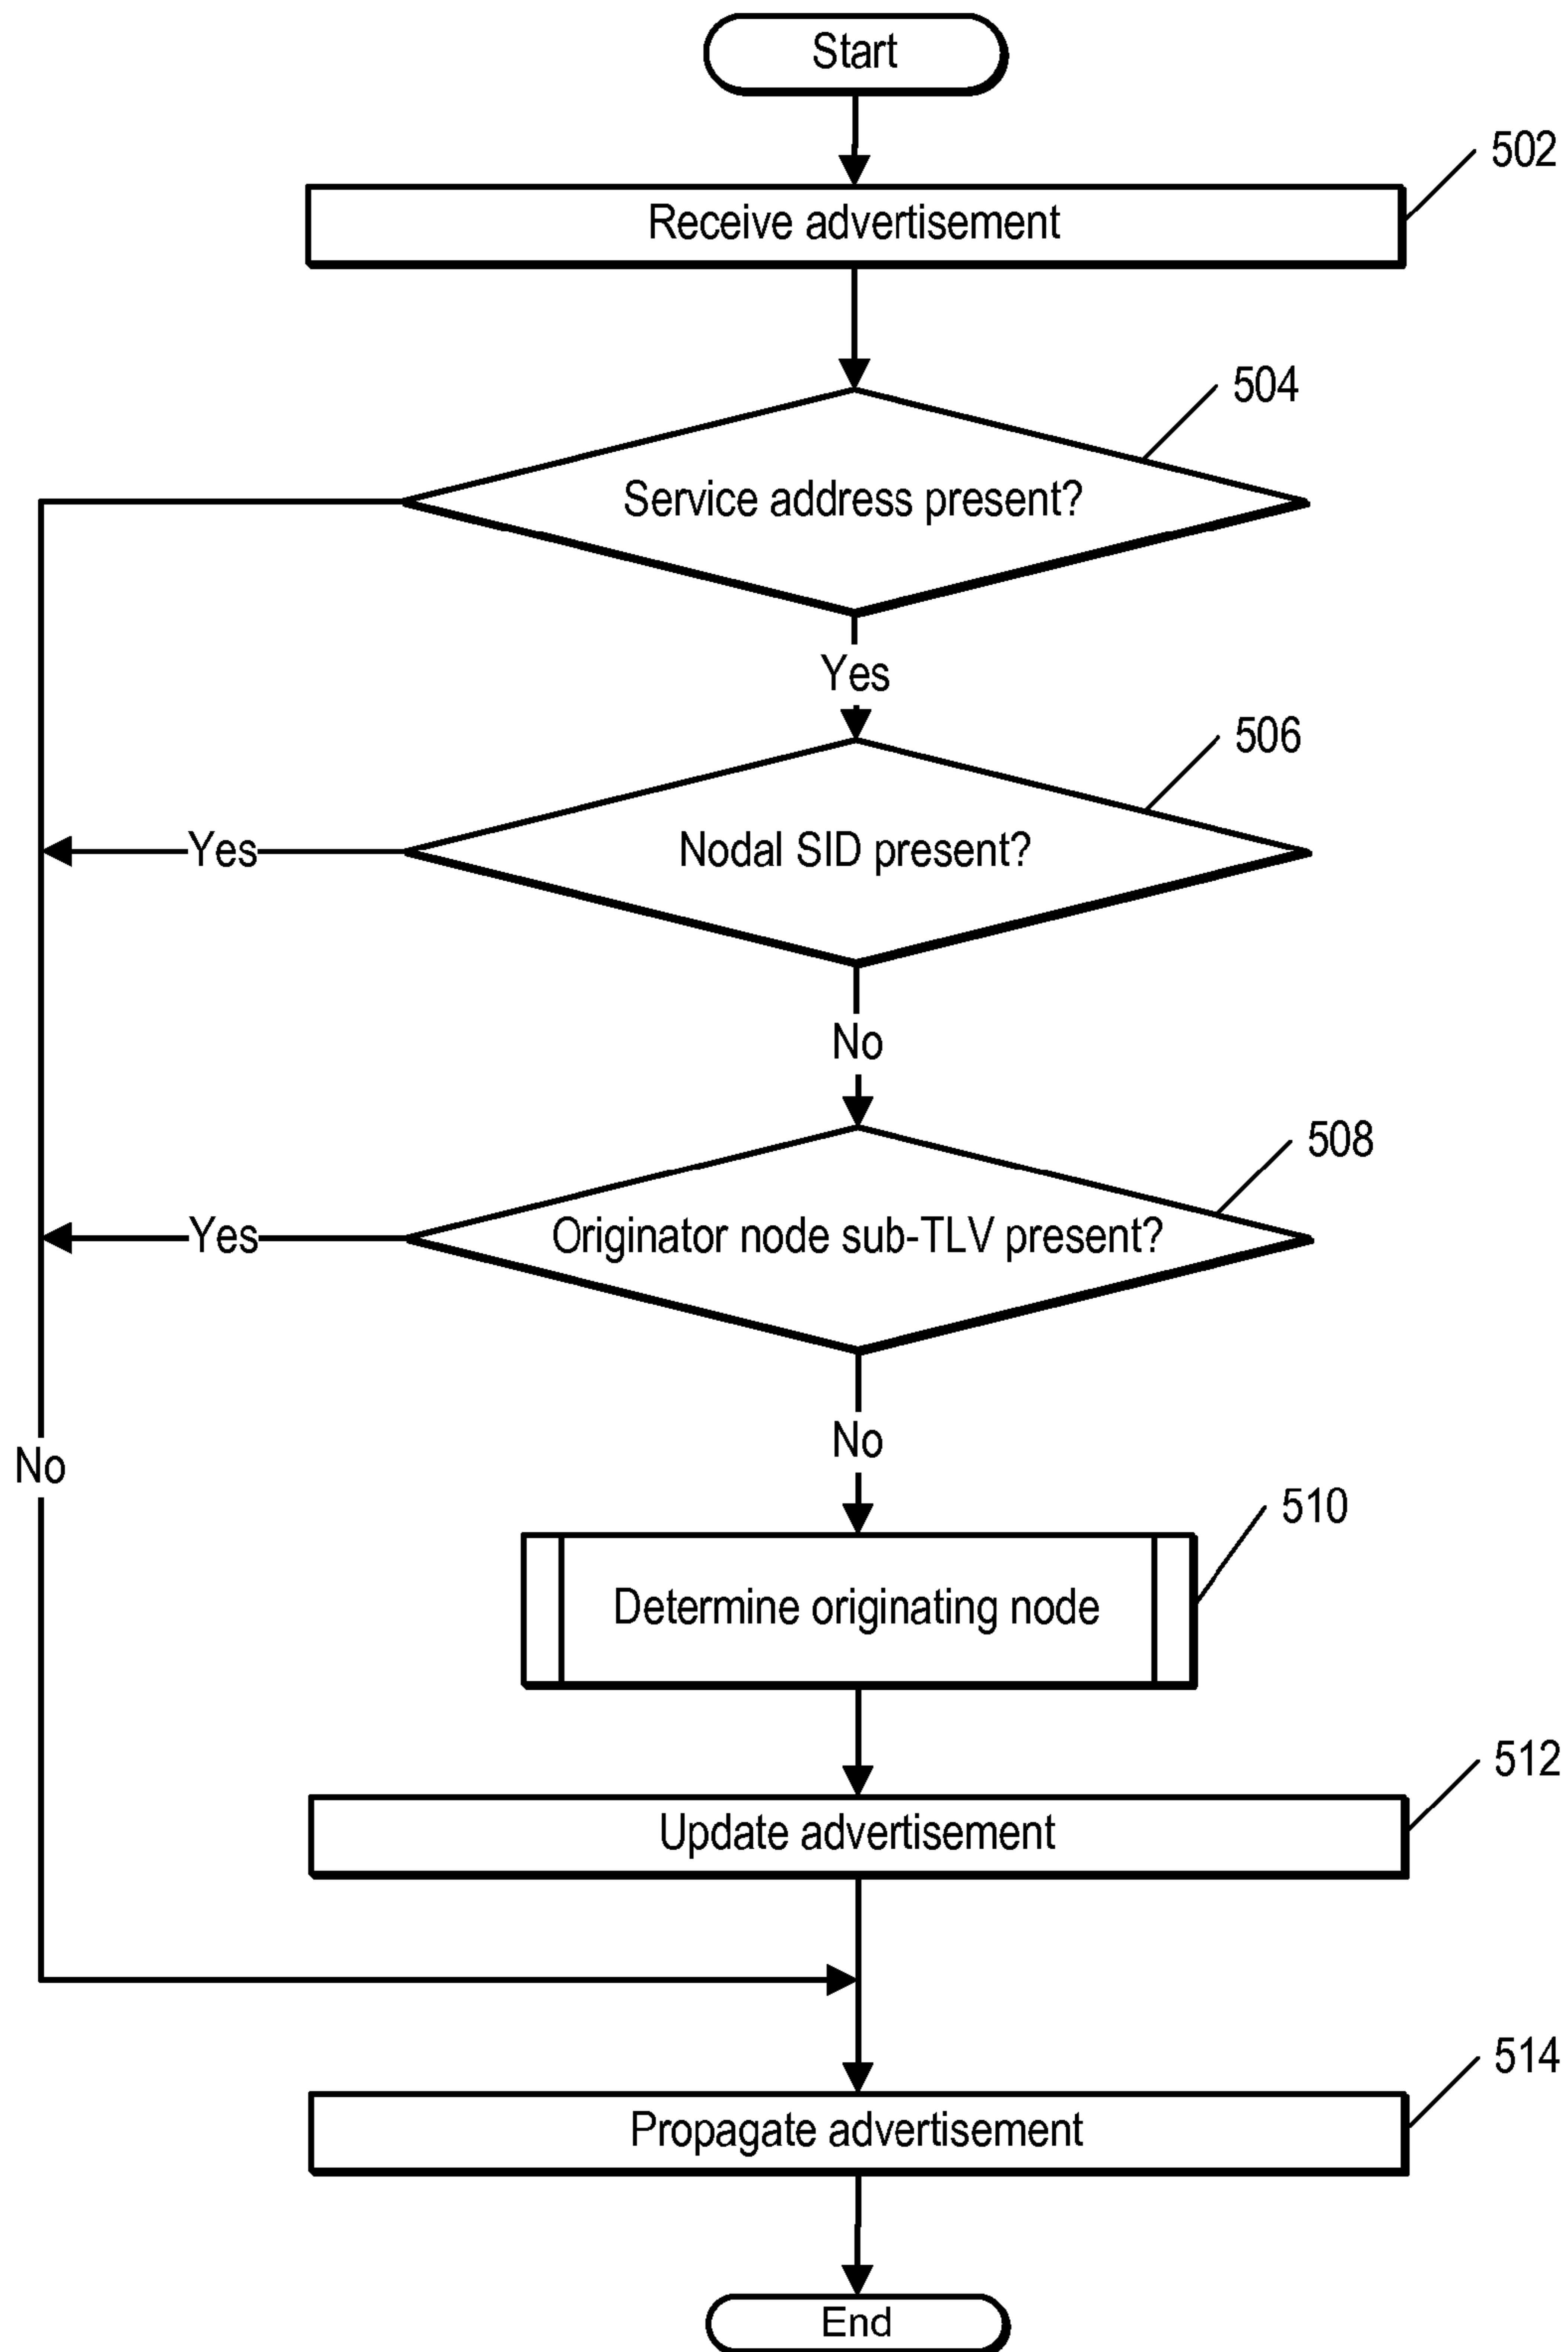 Start
502
Receive advertisement
504
Service address present?
Yes
506
Nodal SID present?
Yes
No
508
Originator node sub-TLV present?
Yes
No
No
510
Determine originating node
512
Update advertisement
514
Propagate advertisement
End